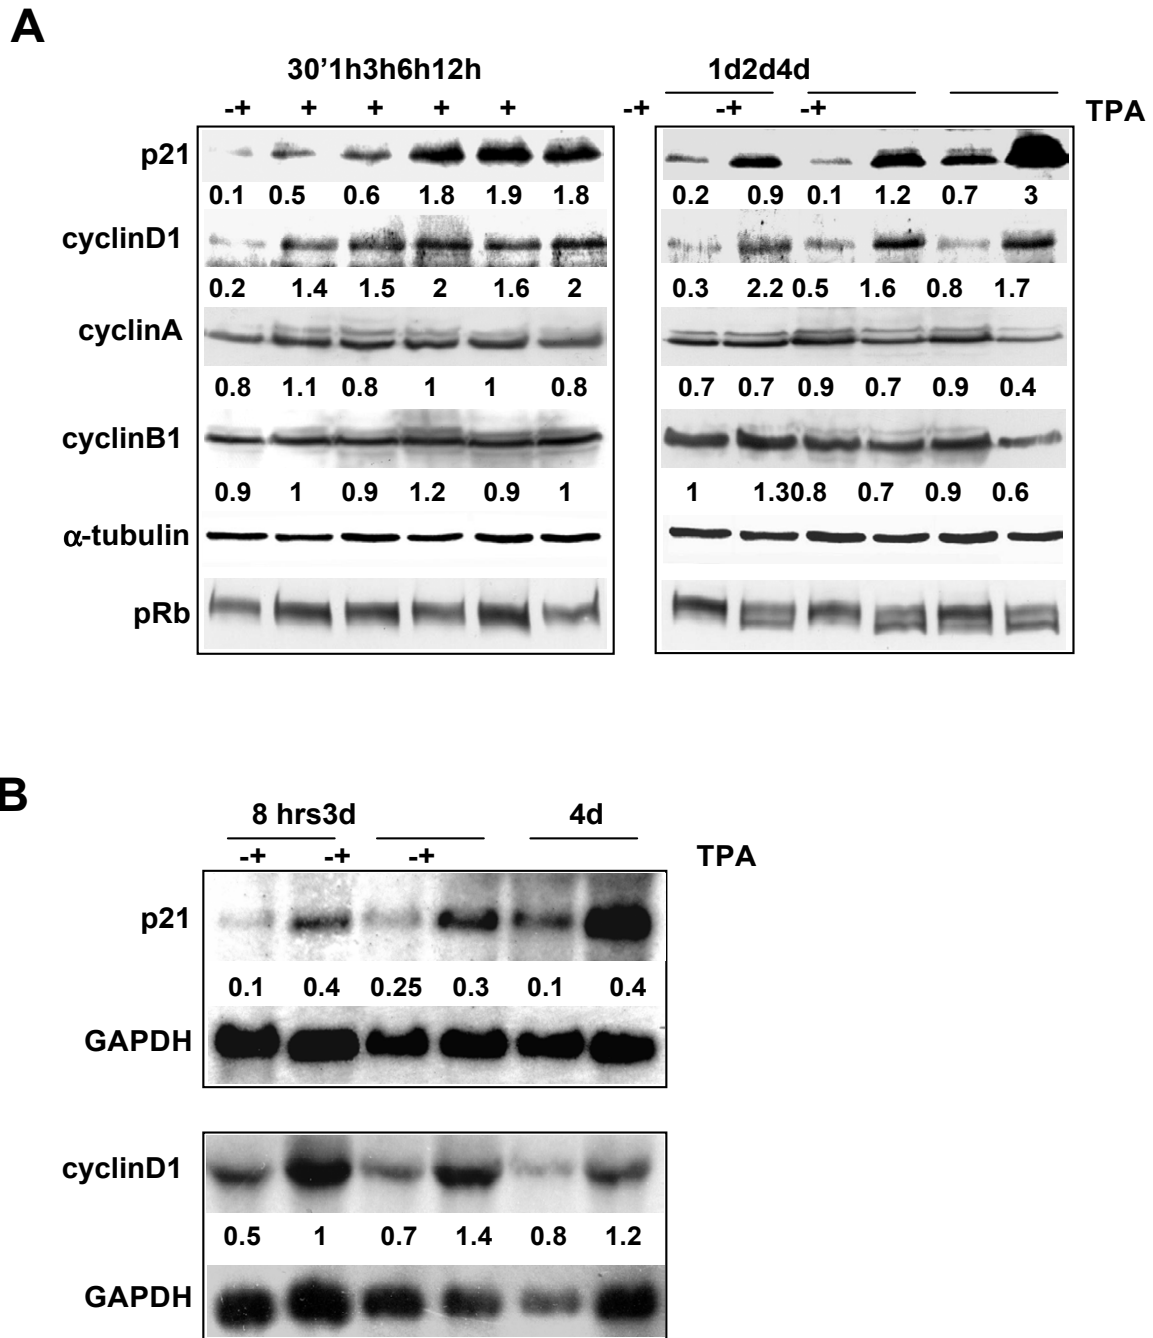 A
30’1h3h6h12h 1d2d4d
-+ + + + + -+ -+ -+ TPA
p21
0.1 0.5 0.6 1.8 1.9 1.8 0.2 0.9 0.1 1.2 0.7 3
cyclinD1
0.2 1.4 1.5 2 1.6 2 0.3 2.2 0.5 1.6 0.8 1.7
cyclinA
0.8 1.1 0.8 1 1 0.8 0.7 0.7 0.9 0.7 0.9 0.4
cyclinB1
0.9 1 0.9 1.2 0.9 1 1 1.30.8 0.7 0.9 0.6
α-tubulin
pRb
B
8 hrs3d 4d
-+ -+ -+ TPA
p21
0.1 0.4 0.25 0.3 0.1 0.4
GAPDH
cyclinD1
0.5 1 0.7 1.4 0.8 1.2
GAPDH